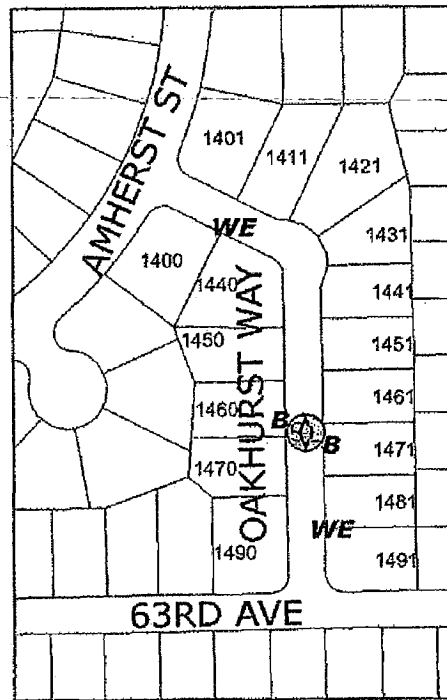 AMHERST ST
1401
1411
1421
WE
1431
1400
1440
1441
OAKHURST WAY
1450
1451
1460
1461
B
B
1471
1470
1481
WE
1490
1491
63RD AVE